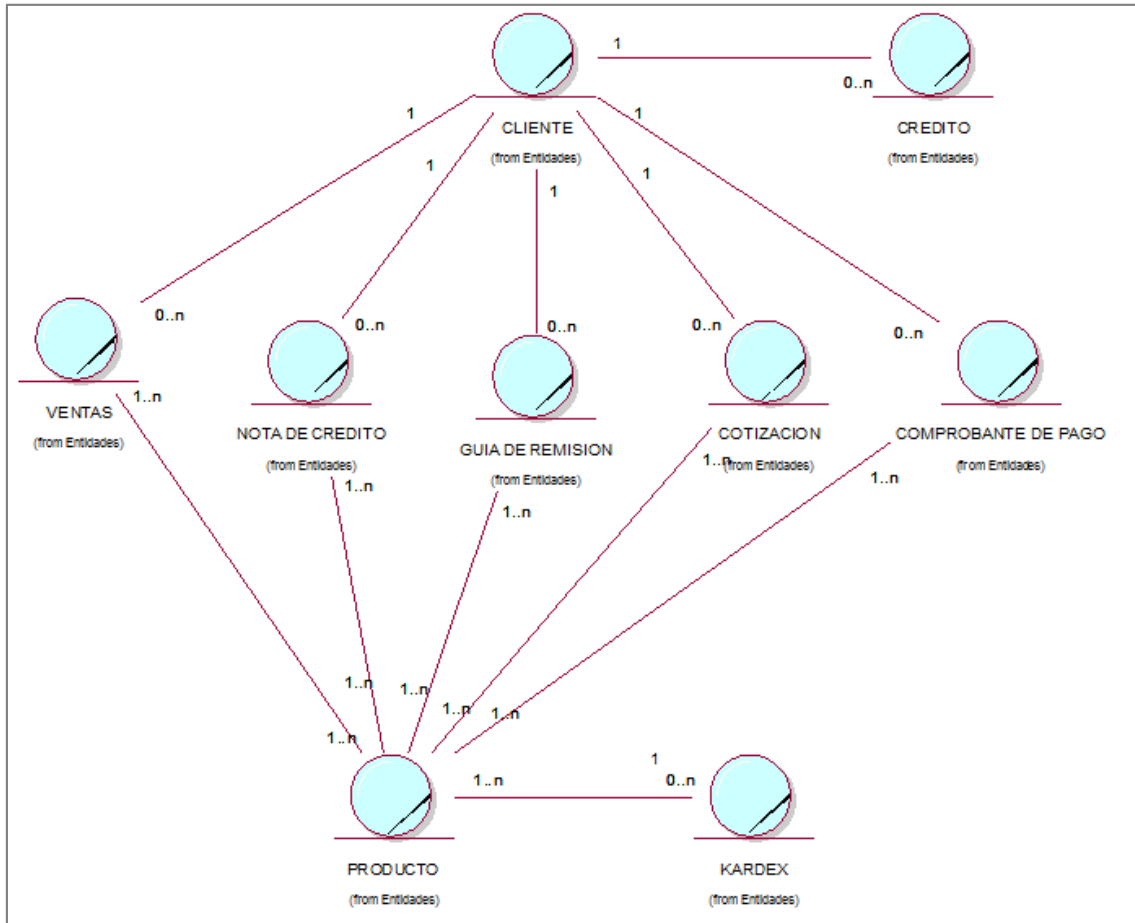 1
0..n
CLIENTE
(from Entidades)
CREDITO
(from Entidades)
1
1
1
1
1
0..n
0..n
0..n
0..n
0..n
VENTAS
(from Entidades)
1..n
NOTA DE CREDITO
(from Entidades)
1..n
GUIA DE REMISION
(from Entidades)
1..n
COTIZACION
(from Entidades)
1..n
COMPROBANTE DE PAGO
(from Entidades)
1..n
1..n
1..n
1..n
1..n
1..n
1..n
1
0..n
PRODUCTO
(from Entidades)
KARDEX
(from Entidades)